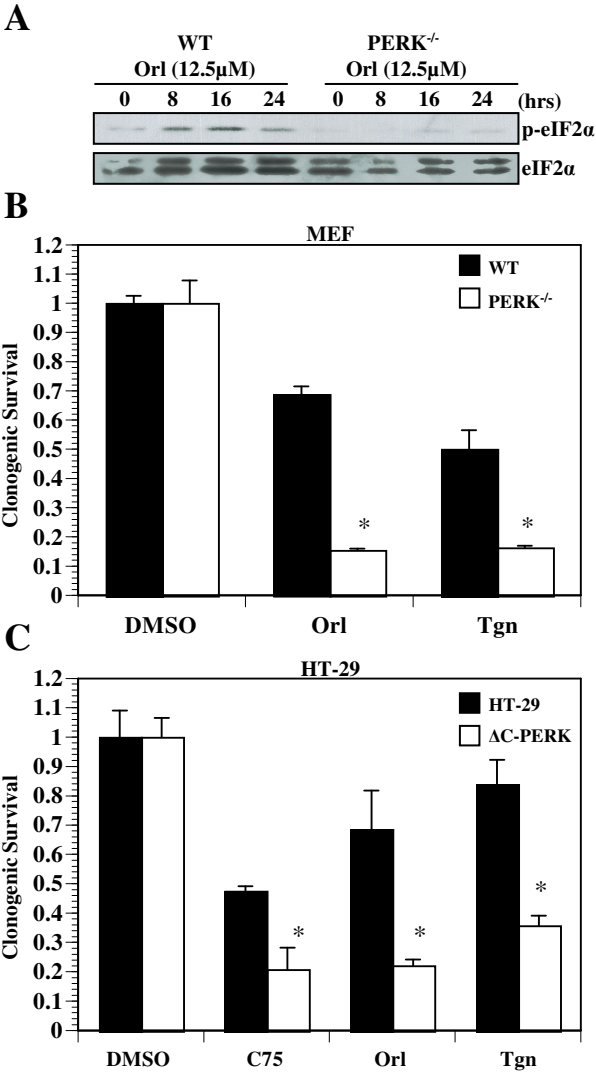 A
WT PERK-/-
Orl (12.5µM) Orl (12.5µM)
0 8 16 24 0 8 16 24 (hrs)
p-eIF2α
eIF2α
B
MEF
1.2
1.1
1
0.9
0.8
0.7
0.6
0.5
0.4
0.3
0.2
0.1
0
Clonogenic Survival
WT
PERK-/-
*
*
DMSO Orl Tgn
C
HT-29
1.2
1.1
1
0.9
0.8
0.7
0.6
0.5
0.4
0.3
0.2
0.1
0
Clonogenic Survival
HT-29
ΔC-PERK
*
*
*
DMSO C75 Orl Tgn